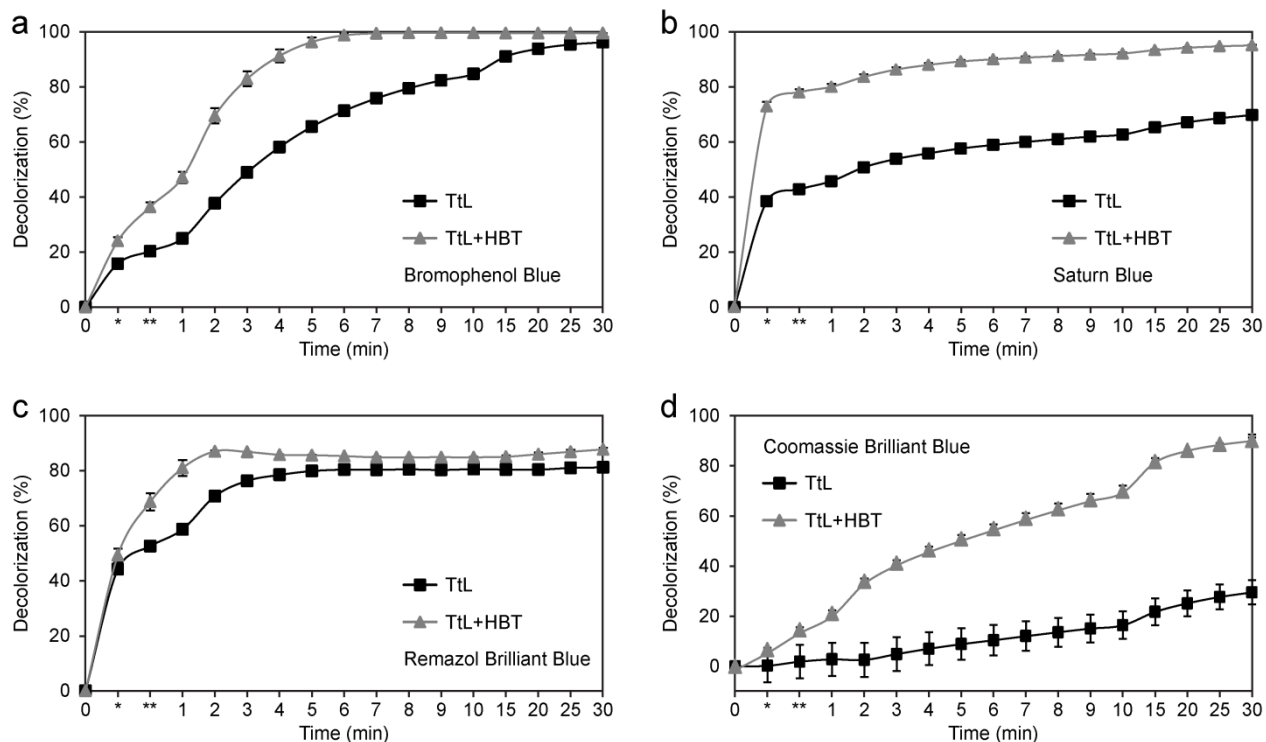 a
100
80
60
40
20
0
Decolorization (%)
TtL
TtL+HBT
Bromophenol Blue
0 * ** 1 2 3 4 5 6 7 8 9 10 15 20 25 30
Time (min)
b
100
80
60
40
20
0
Decolorization (%)
TtL
TtL+HBT
Saturn Blue
0 * ** 1 2 3 4 5 6 7 8 9 10 15 20 25 30
Time (min)
c
100
80
60
40
20
0
Decolorization (%)
TtL
TtL+HBT
Remazol Brilliant Blue
0 * ** 1 2 3 4 5 6 7 8 9 10 15 20 25 30
Time (min)
d
100
80
60
40
20
0
Decolorization (%)
Coomassie Brilliant Blue
TtL
TtL+HBT
0 * ** 1 2 3 4 5 6 7 8 9 10 15 20 25 30
Time (min)